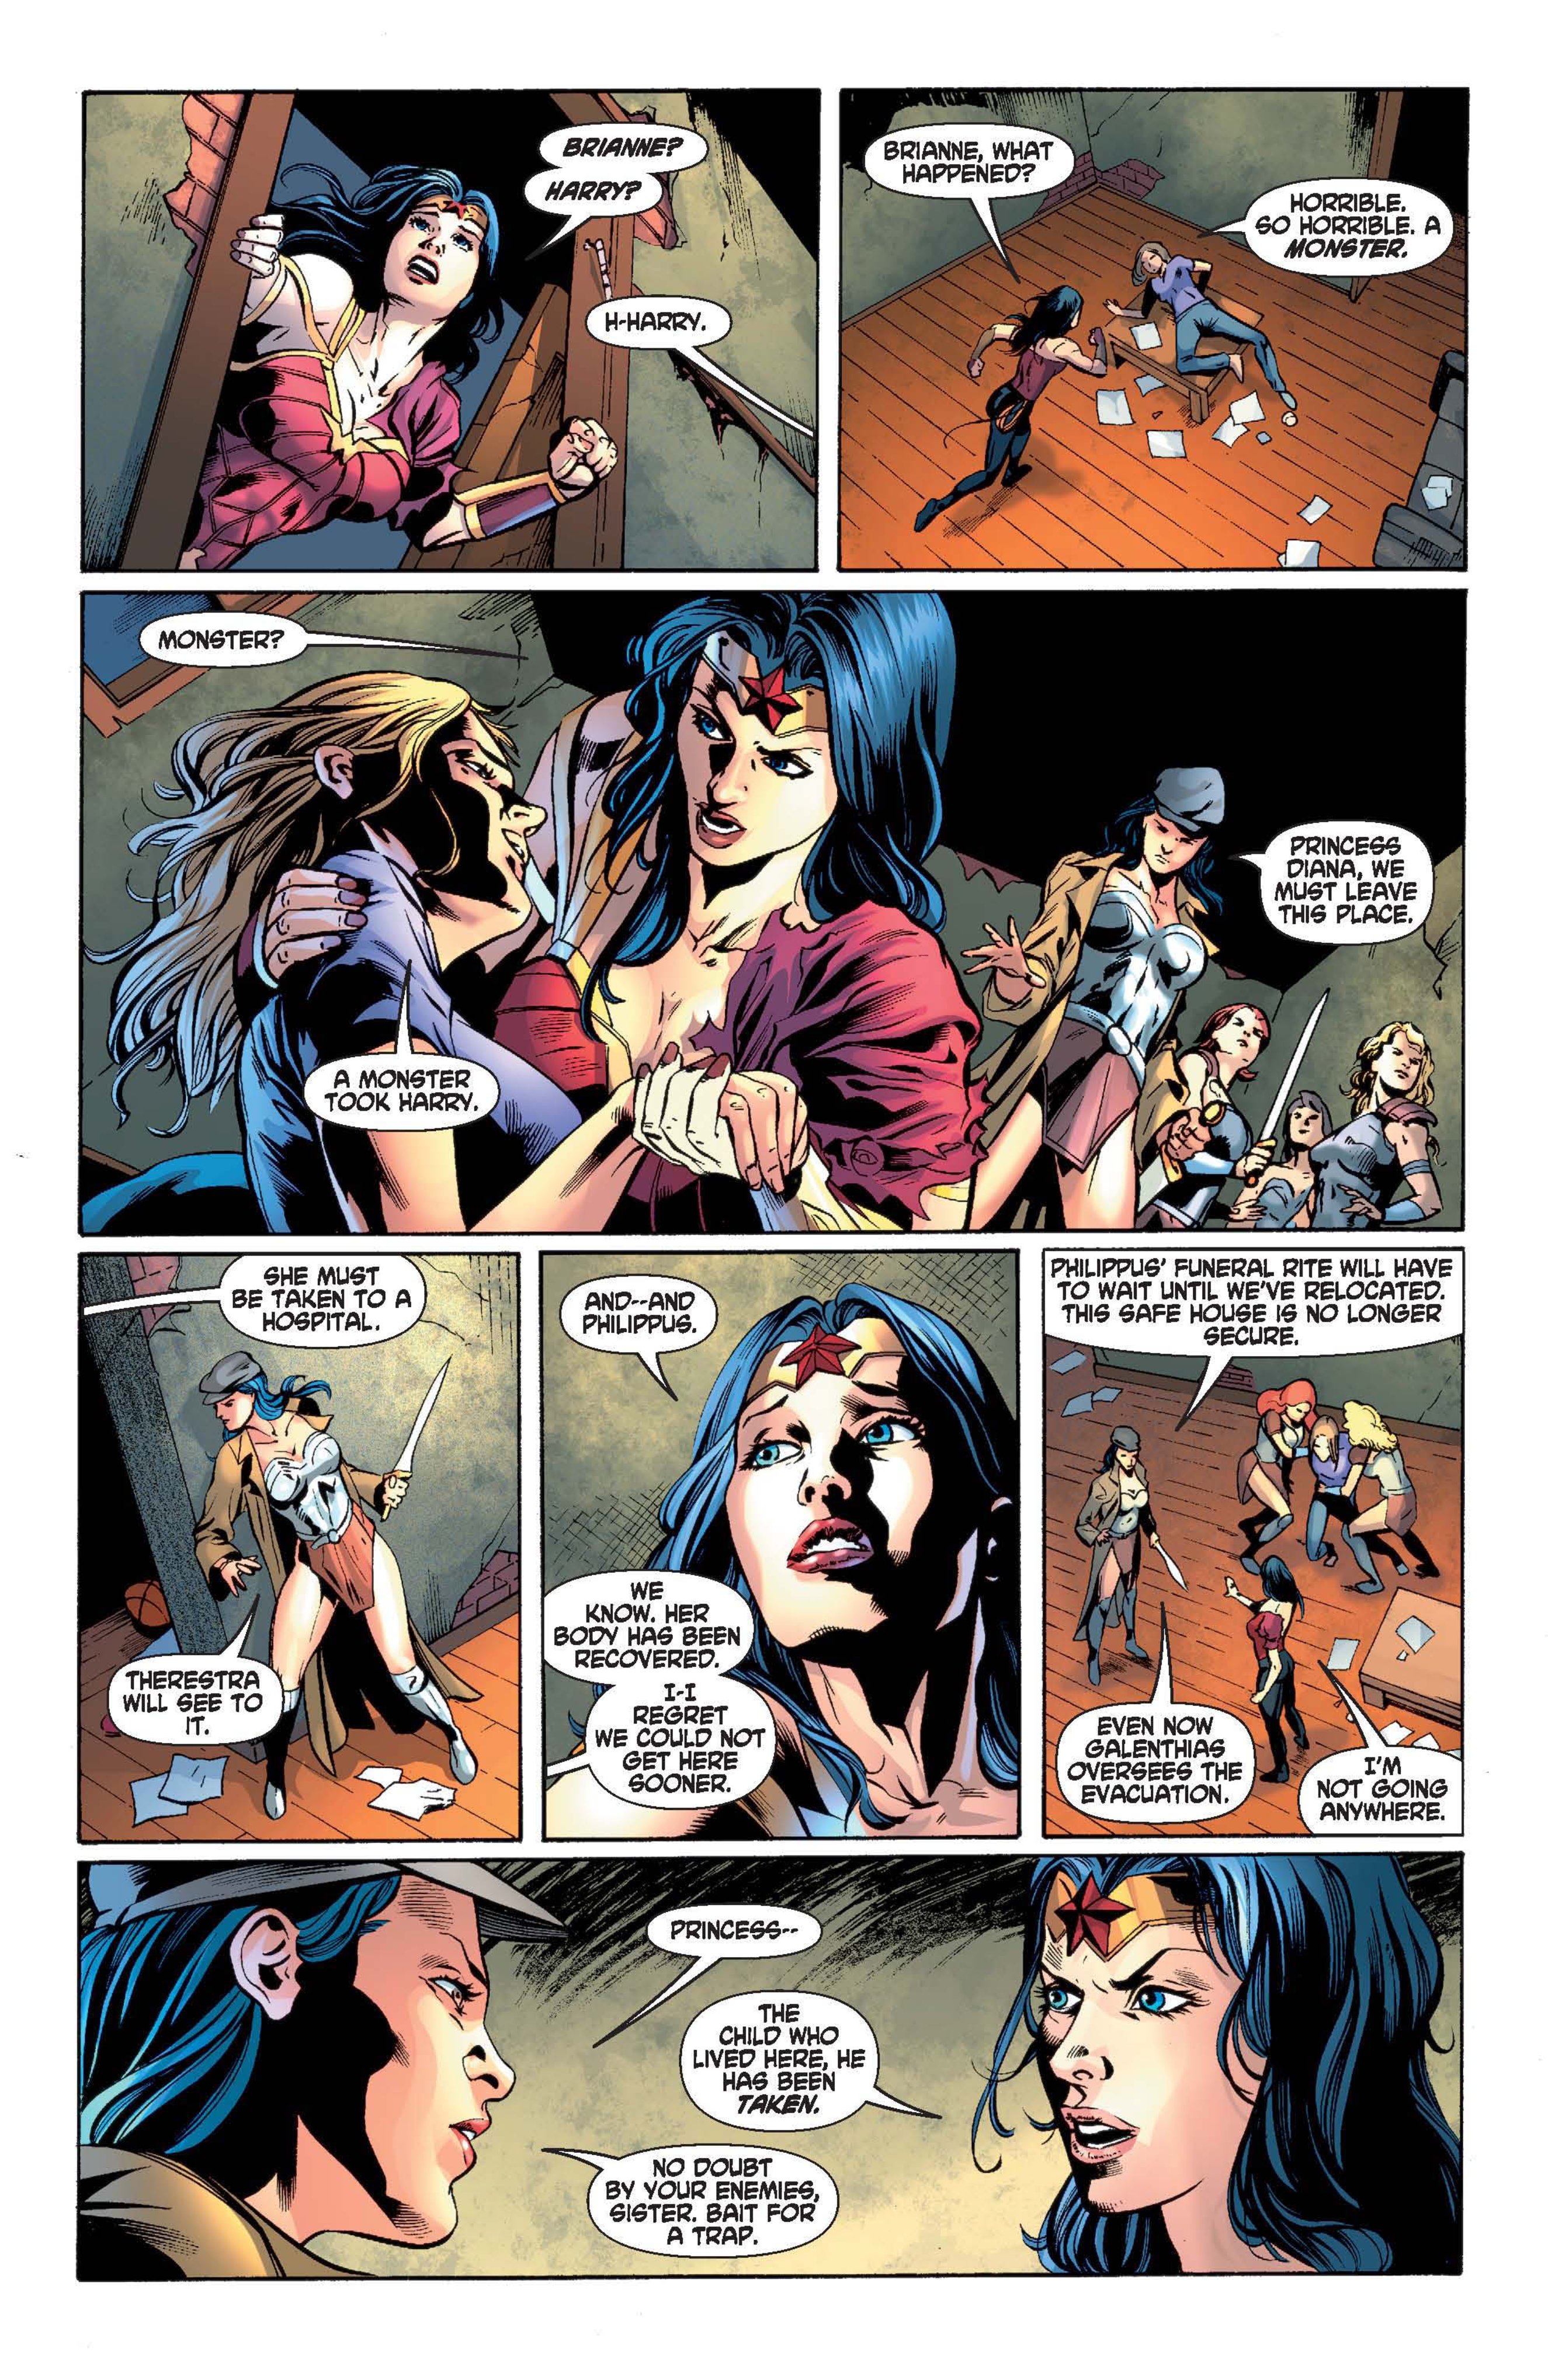 BRIANNE?
HARRY?
H-HARRY.
BRIANNE, WHAT
HAPPENED?
HORRIBLE.
SO HORRIBLE. A
MONSTER.
MONSTER?
A MONSTER
TOOK HARRY.
PRINCESS
DIANA, WE
MUST LEAVE
THIS PLACE.
SHE MUST
BE TAKEN TO A
HOSPITAL.
THERESTRA
WILL SEE TO
IT.
AND--AND
PHILIPPUS.
WE
KNOW. HER
BODY HAS BEEN
RECOVERED.
I-I
REGRET
WE COULD NOT
GET HERE
SOONER.
PHILIPPUS' FUNERAL RITE WILL HAVE
TO WAIT UNTIL WE'VE RELOCATED.
THIS SAFE HOUSE IS NO LONGER
SECURE.
EVEN NOW
GALENTHIAS
OVERSEES THE
EVACUATION.
I'M
NOT GOING
ANYWHERE.
PRINCESS--
THE
CHILD WHO
LIVED HERE, HE
HAS BEEN
TAKEN.
NO DOUBT
BY YOUR ENEMIES,
SISTER. BAIT FOR
A TRAP.